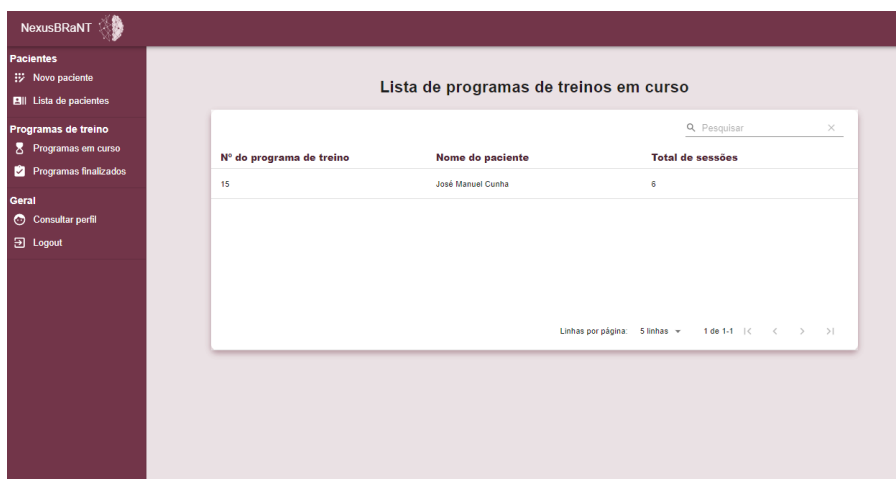 NexusBRaNT
Pacientes
Novo paciente
Lista de pacientes
Programas de treino
Programas em curso
Programas finalizados
Geral
Consultar perfil
Logout
Lista de programas de treinos em curso
Pesquisar
Nº do programa de treino Nome do paciente Total de sessões
15 José Manuel Cunha 6
Linhas por página: 5 linhas 1 de 1-1